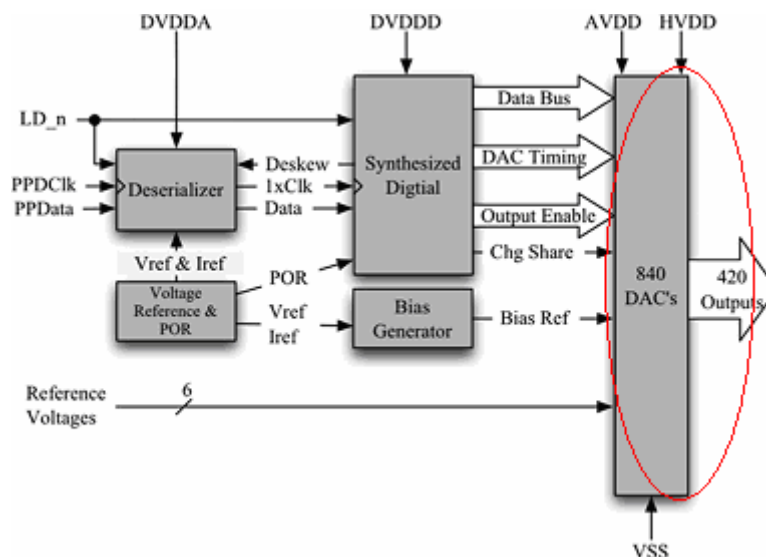 DVDDA
DVDDD
AVDD
HVDD
LD_n
Data Bus
Deskew
Synthesized
Digtial
DAC Timing
PPDClk
Deserializer
1xClk
PPData
Data
Output Enable
Vref & Iref
Chg Share
840
DAC's
420
Outputs
POR
Voltage
Reference &
POR
Vref
Iref
Bias
Generator
Bias Ref
Reference
Voltages
6
VSS